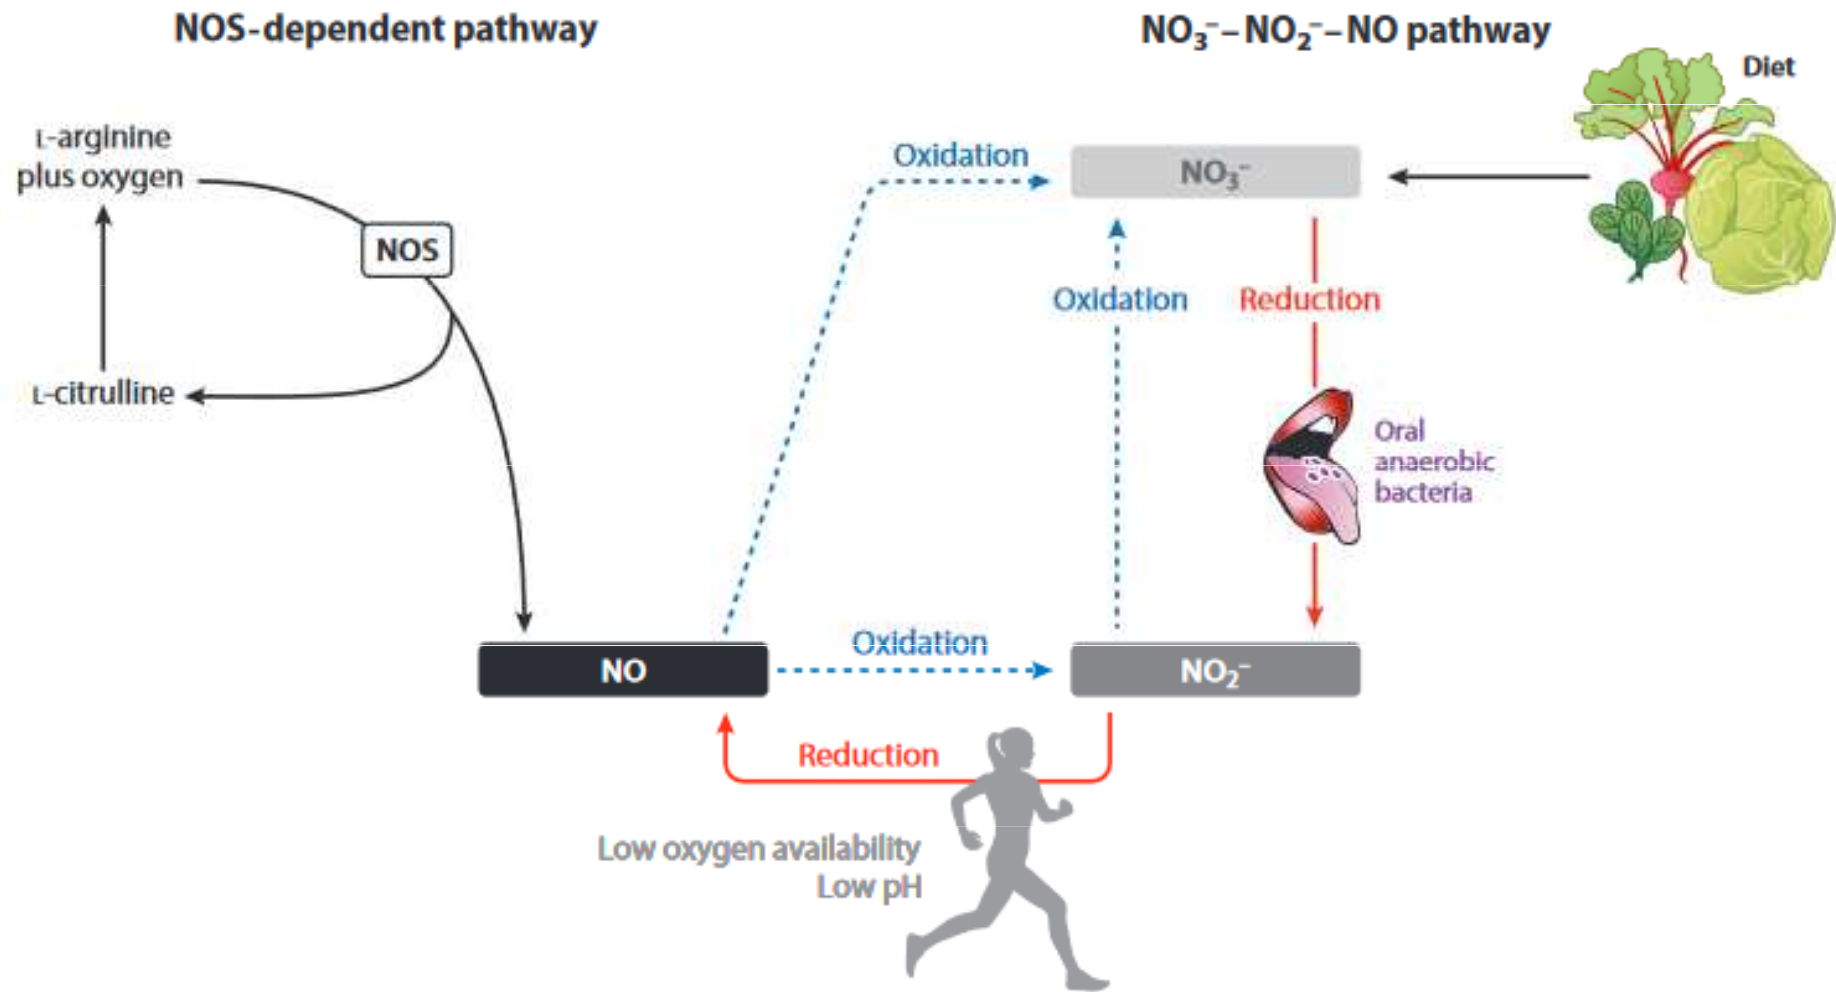 NOS-dependent pathway
NO₃⁻–NO₂⁻–NO pathway
Diet
L-arginine
plus oxygen
NOS
L-citrulline
Oxidation
NO₃⁻
Oxidation
Reduction
Oral
anaerobic
bacteria
NO
Oxidation
NO₂⁻
Reduction
Low oxygen availability
Low pH